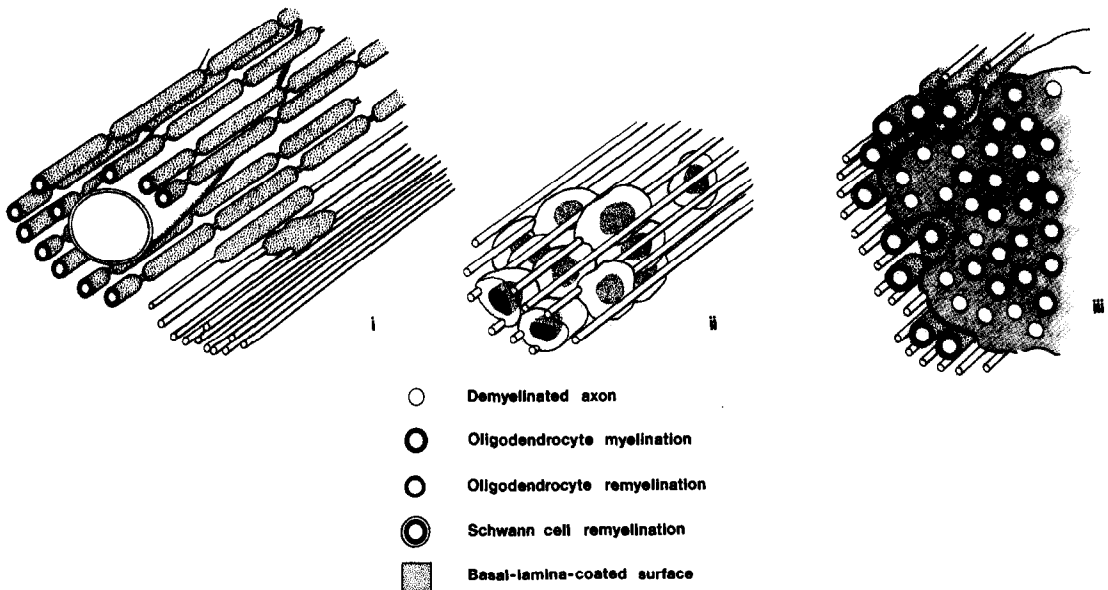 i
ii
iii
Demyelinated axon
Oligodendrocyte myelination
Oligodendrocyte remyelination
Schwann cell remyelination
Basal-lamina-coated surface